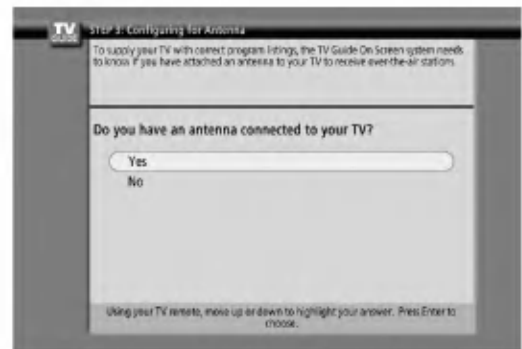 TV
GUIDE
STEP 3: Configuring for Antenna
To supply your TV with correct program listings, the TV Guide On Screen system needs
to know if you have attached an antenna to your TV to receive over-the-air stations.
Do you have an antenna connected to your TV?
Yes
No
Using your TV remote, move up or down to highlight your answer. Press Enter to
choose.